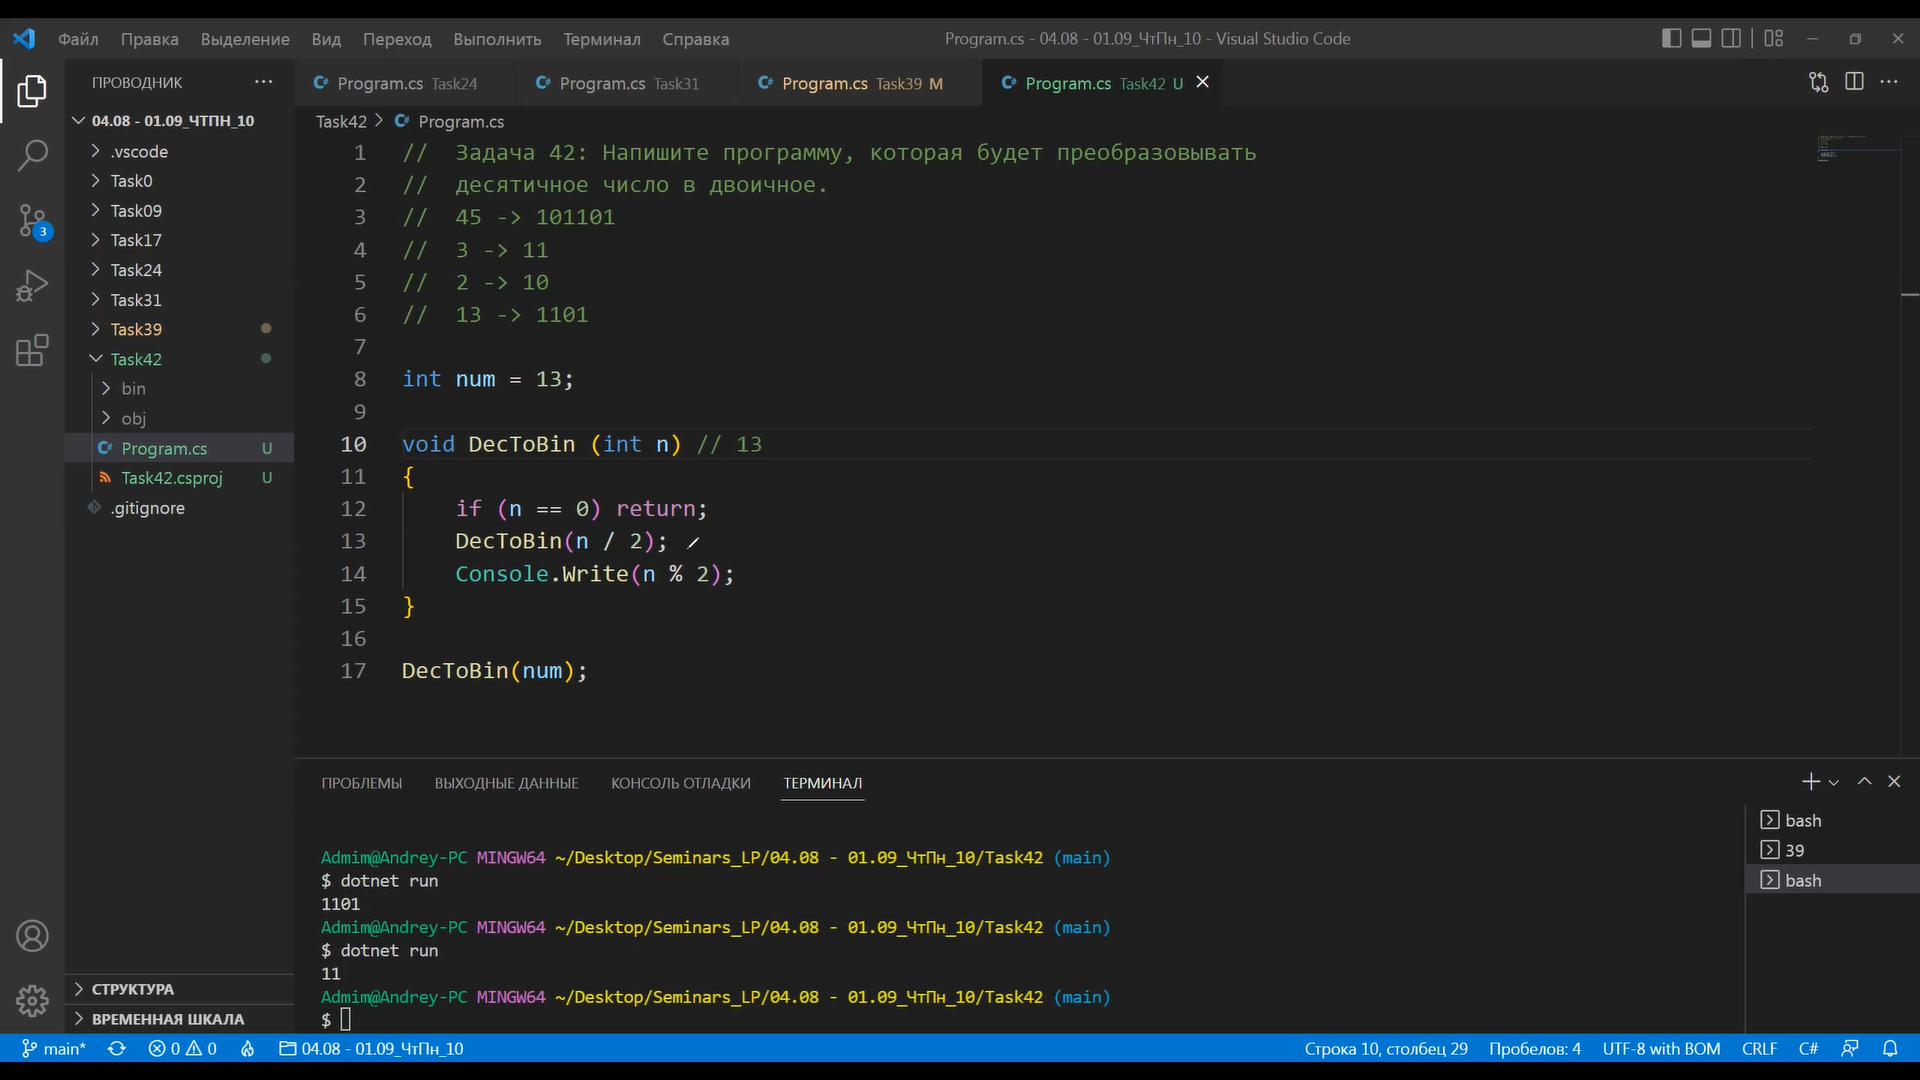 Файл Правка Выделение Вид Переход Выполнить Терминал Справка
Program.cs - 04.08 - 01.09_ЧтПн_10 - Visual Studio Code
ПРОВОДНИК
Program.cs Task24
Program.cs Task31
Program.cs Task39 M
Program.cs Task42 U
04.08 - 01.09_ЧТПН_10
.vscode
Task0
Task09
Task17
Task24
Task31
Task39
Task42
bin
obj
Program.cs U
Task42.csproj U
.gitignore
СТРУКТУРА
ВРЕМЕННАЯ ШКАЛА
3
Task42 > Program.cs
1 // Задача 42: Напишите программу, которая будет преобразовывать
2 // десятичное число в двоичное.
3 // 45 -> 101101
4 // 3 -> 11
5 // 2 -> 10
6 // 13 -> 1101
7
8 int num = 13;
9
10 void DecToBin (int n) // 13
11 {
12 if (n == 0) return;
13 DecToBin(n / 2);
14 Console.Write(n % 2);
15 }
16
17 DecToBin(num);
ПРОБЛЕМЫ ВЫХОДНЫЕ ДАННЫЕ КОНСОЛЬ ОТЛАДКИ ТЕРМИНАЛ
Admim@Andrey-PC MINGW64 ~/Desktop/Seminars_LP/04.08 - 01.09_ЧтПн_10/Task42 (main)
$ dotnet run
1101
Admim@Andrey-PC MINGW64 ~/Desktop/Seminars_LP/04.08 - 01.09_ЧтПн_10/Task42 (main)
$ dotnet run
11
Admim@Andrey-PC MINGW64 ~/Desktop/Seminars_LP/04.08 - 01.09_ЧтПн_10/Task42 (main)
$
bash
39
bash
main* 0 0 04.08 - 01.09_ЧтПн_10
Строка 10, столбец 29 Пробелов: 4 UTF-8 with BOM CRLF C#